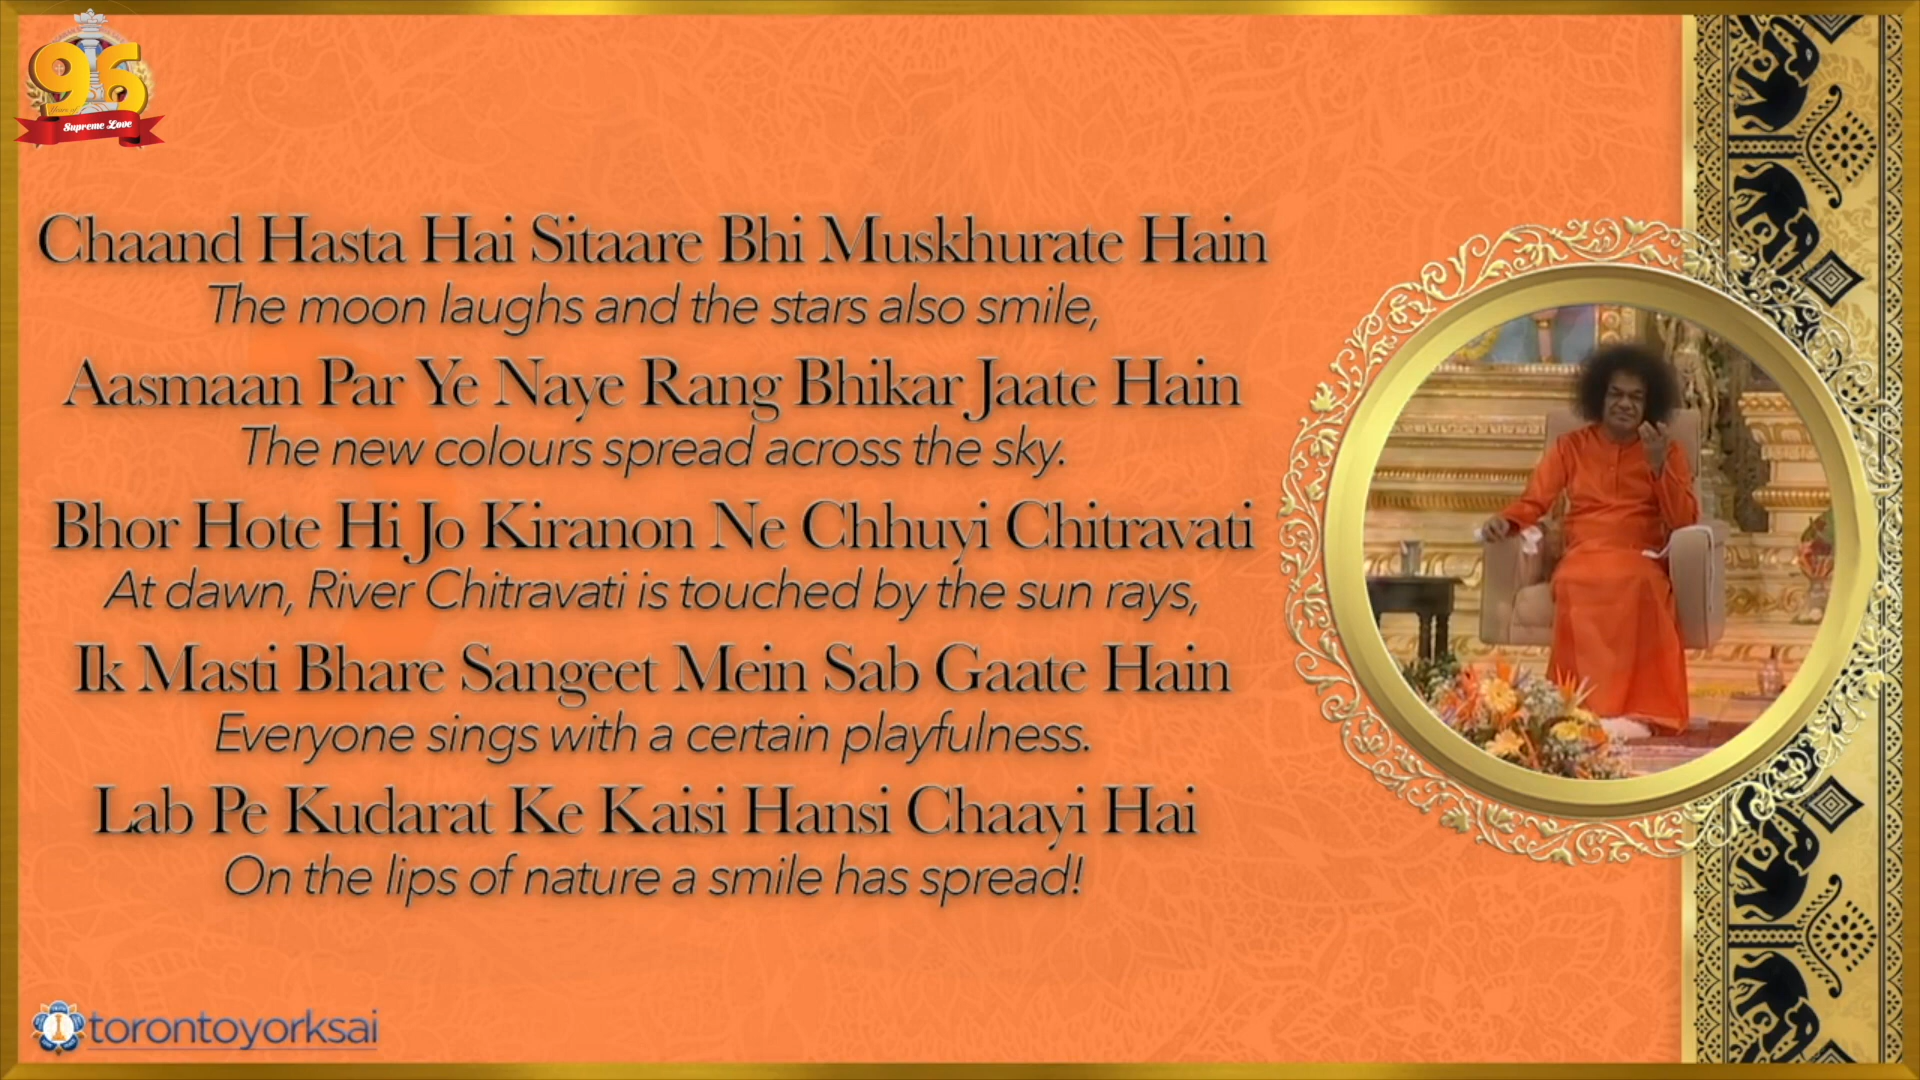 96
Years of
Supreme Love
Chaand Hasta Hai Sitaare Bhi Muskhurate Hain
The moon laughs and the stars also smile,
Aasmaan Par Ye Naye Rang Bhikar Jaate Hain
The new colours spread across the sky.
Bhor Hote Hi Jo Kiranon Ne Chhuyi Chitravati
At dawn, River Chitravati is touched by the sun rays,
Ik Masti Bhare Sangeet Mein Sab Gaate Hain
Everyone sings with a certain playfulness.
Lab Pe Kudarat Ke Kaisi Hansi Chaayi Hai
On the lips of nature a smile has spread!
torontoyorksai